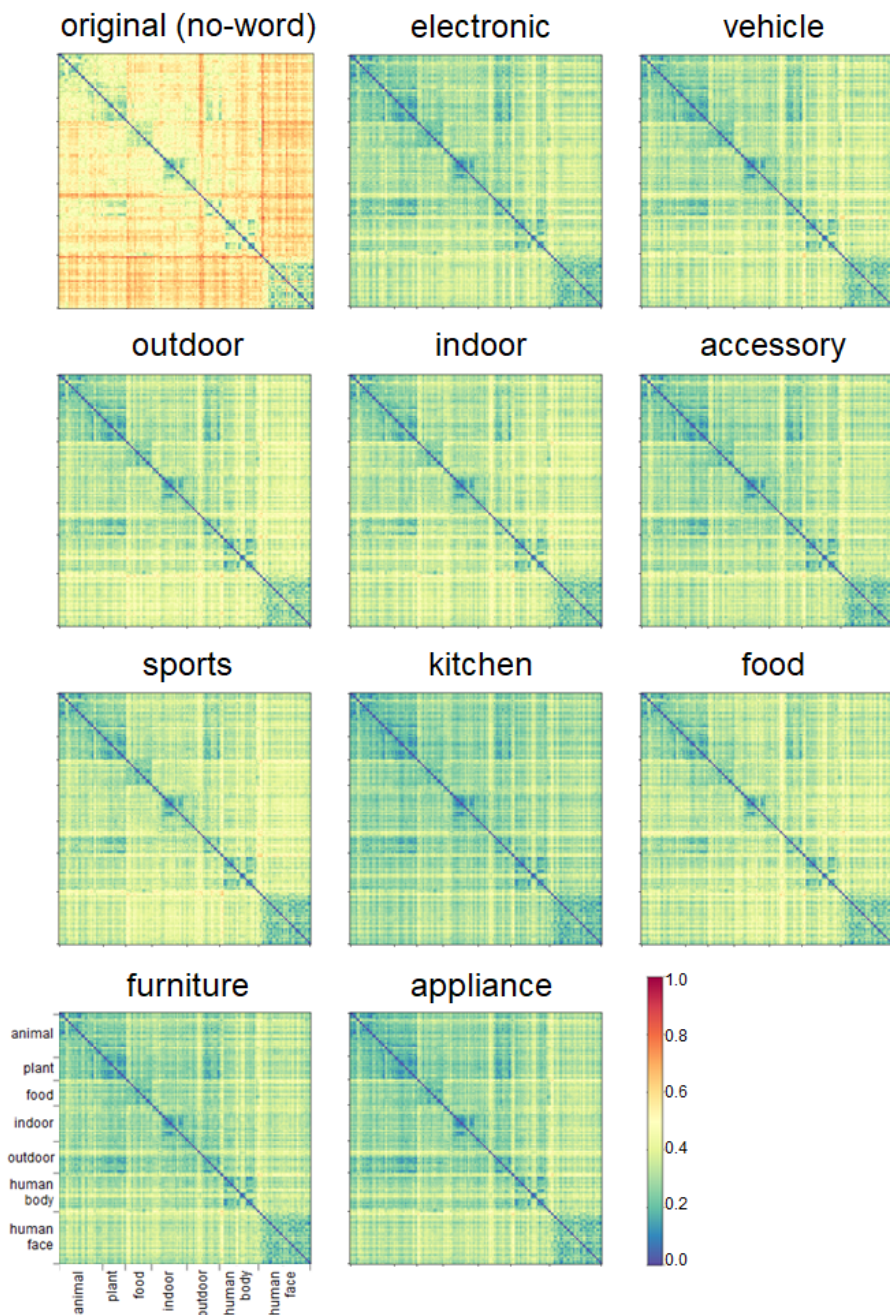 original (no-word)
electronic
vehicle
outdoor
indoor
accessory
sports
kitchen
food
furniture
appliance
animal
plant
food
indoor
outdoor
human
body
human
face
animal
plant
food
indoor
outdoor
human
body
human
face
1.0
0.8
0.6
0.4
0.2
0.0